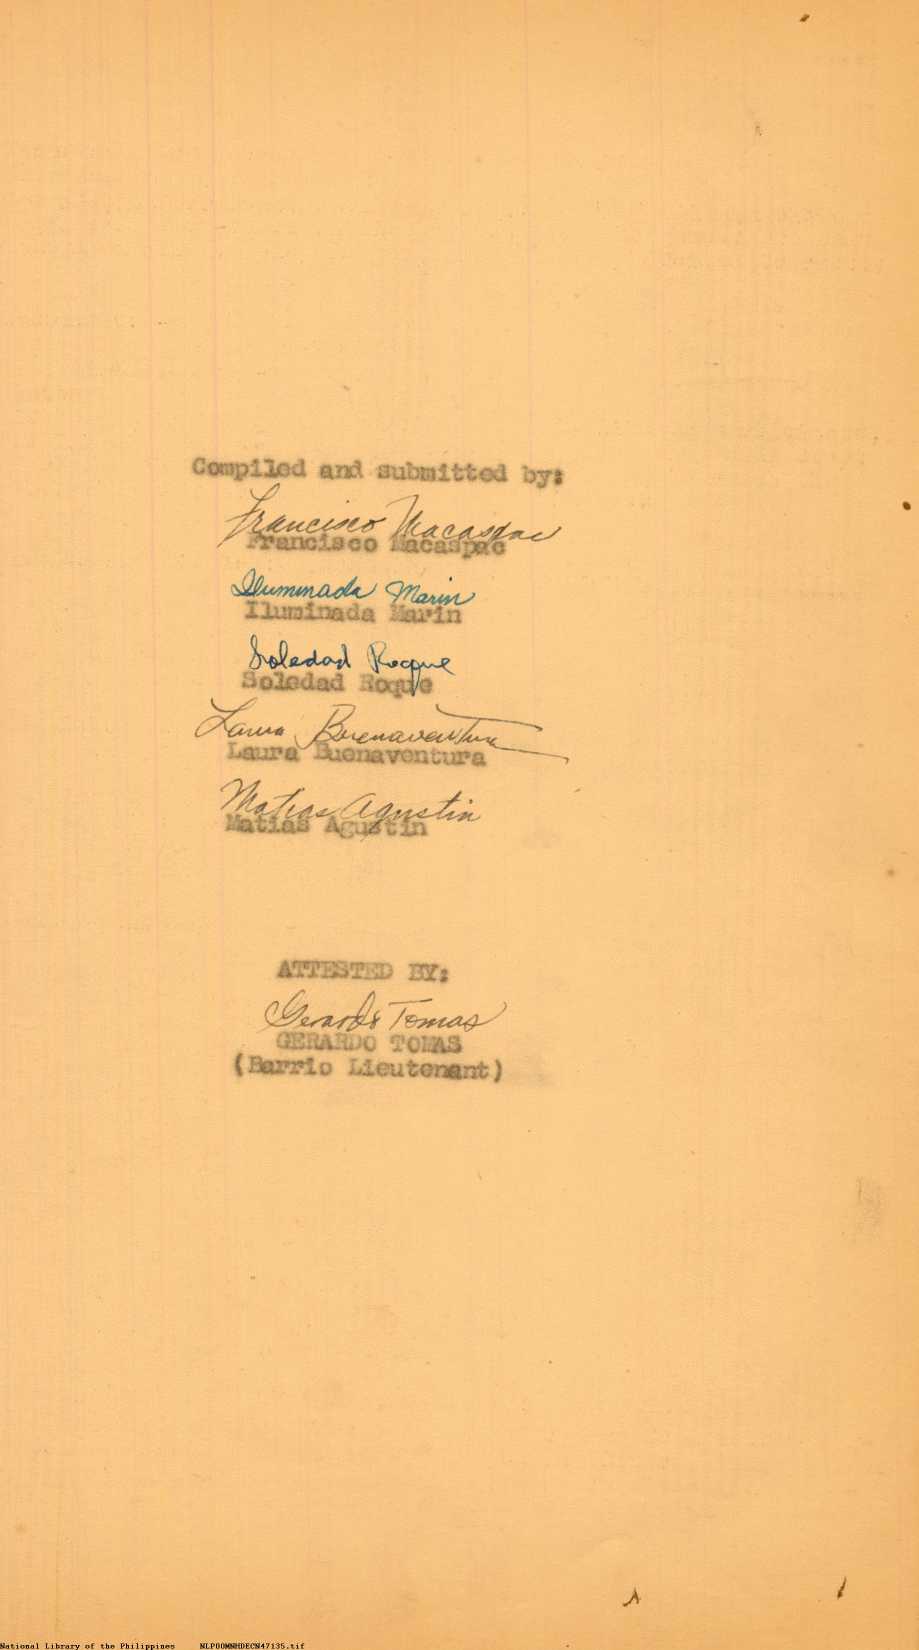 Compiled and submitted by:
Francisco Macaspac
Francisco Macaspac
Iluminada Marin
Iluminada Marin
Soledad Roque
Soledad Roque
Laura Buenaventura
Laura Buenaventura
Matias Agustin
Matias Agustin
ATTESTED BY:
Gerardo Tomas
GERARDO TOMAS
(Barrio Lieutenant)
National Library of the Philippines NLPOOMNHDECN47135.tif